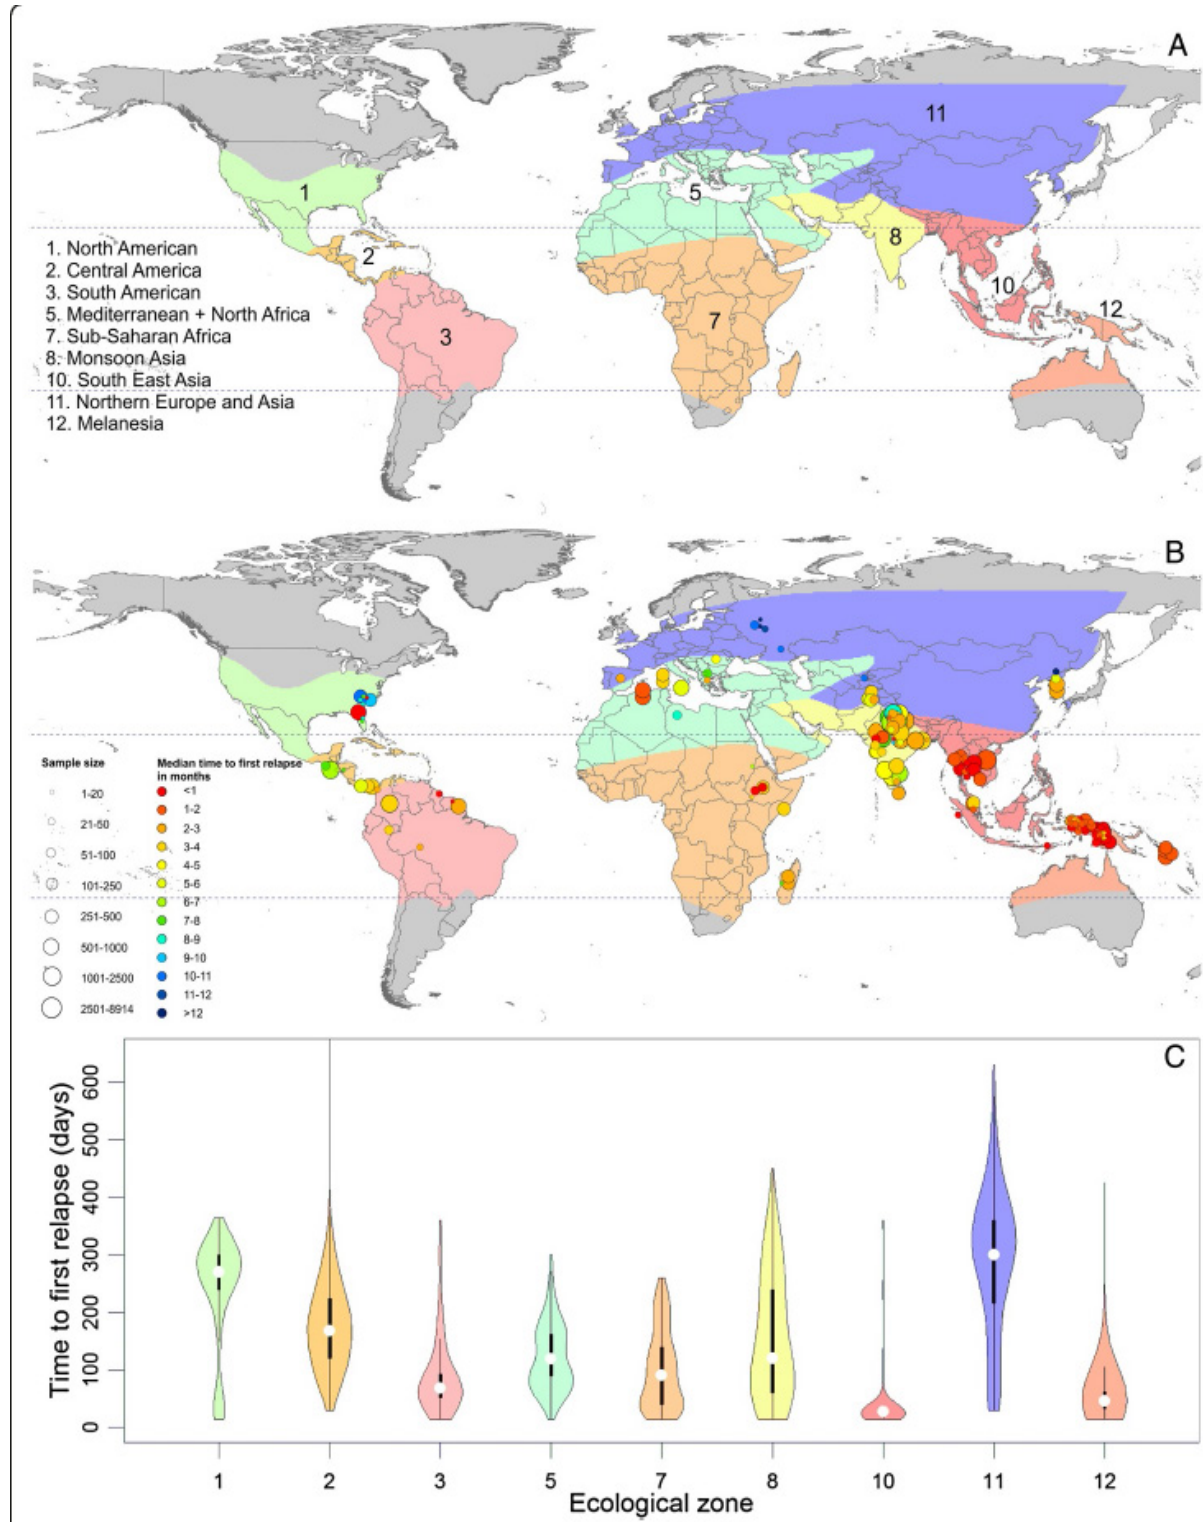 A
11
1
5
2
8
10
12
7
3
1. North American
2. Central America
3. South American
5. Mediterranean + North Africa
7. Sub-Saharan Africa
8. Monsoon Asia
10. South East Asia
11. Northern Europe and Asia
12. Melanesia
B
Sample size
1-20
21-50
51-100
101-250
251-500
501-1000
1001-2500
2501-8914
Median time to first relapse
in months
<1
1-2
2-3
3-4
4-5
5-6
6-7
7-8
8-9
9-10
10-11
11-12
>12
C
Time to first relapse (days)
600
500
400
300
200
100
0
1 2 3 5 7 8 10 11 12
Ecological zone